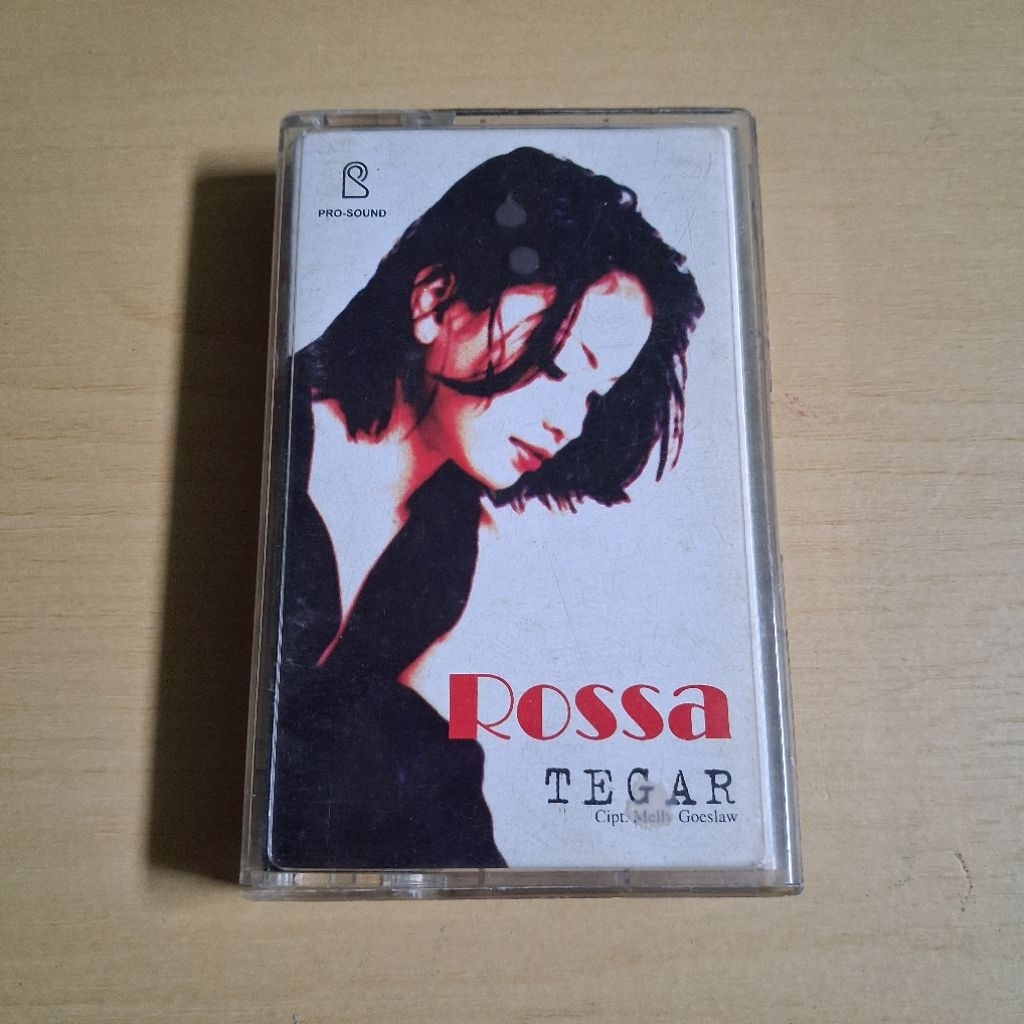 PRO-SOUND
Rossa
TEGAR
Cipt. Melly Goeslaw